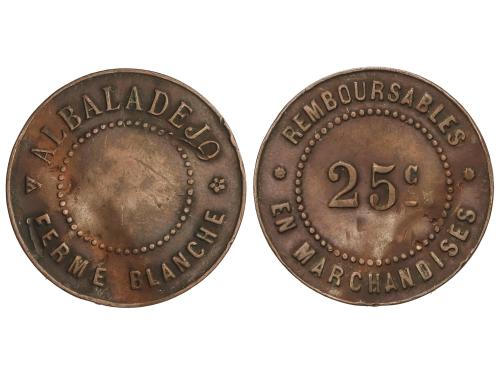 ALBALADEJO
FERME BLANCHE
REMBOURSABLES
25c
EN MARCHANDISES